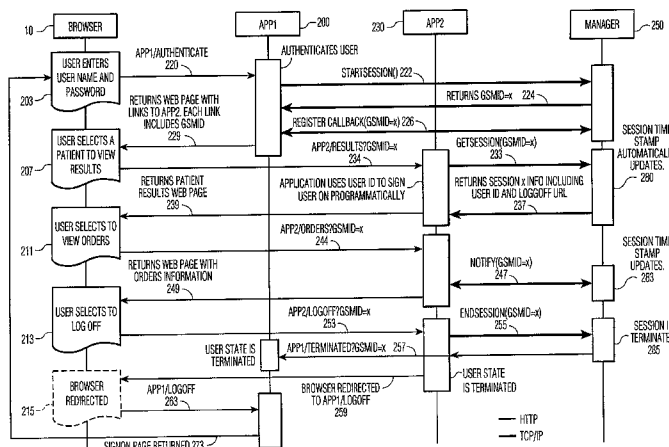 10
BROWSER
APP1
200
230
APP2
MANAGER
250
USER ENTERS
USER NAME AND
PASSWORD
203
APP1/AUTHENTICATE
220
AUTHENTICATES USER
STARTSESSION() 222
RETURNS GSMID=x 224
RETURNS WEB PAGE WITH
LINKS TO APP2. EACH LINK
INCLUDES GSMID
229
REGISTER CALLBACK(GSMID=x) 226
USER SELECTS A
PATIENT TO VIEW
RESULTS
207
APP2/RESULTS?GSMID=x
234
GETSESSION(GSMID=x)
233
SESSION TIME
STAMP
AUTOMATICALLY
UPDATES.
280
APPLICATION USES USER ID TO SIGN
USER ON PROGRAMMATICALLY
RETURNS SESSION x INFO INCLUDING
USER ID AND LOGGOFF URL
237
RETURNS PATIENT
RESULTS WEB PAGE
239
USER SELECTS TO
VIEW ORDERS
211
APP2/ORDERS?GSMID=x
244
NOTIFY(GSMID=x)
247
SESSION TIME
STAMP
UPDATES.
283
RETURNS WEB PAGE WITH
ORDERS INFORMATION
249
USER SELECTS TO
LOG OFF
213
APP2/LOGOFF?GSMID=x
253
ENDSESSION(GSMID=x)
255
SESSION I
TERMINATE
285
USER STATE IS
TERMINATED
APP1/TERMINATED?GSMID=x 257
USER STATE
IS TERMINATED
BROWSER
REDIRECTED
215
APP1/LOGOFF
263
BROWSER REDIRECTED
TO APP1/LOGOFF
259
SIGNON PAGE RETURNED 273
HTTP
TCP/IP